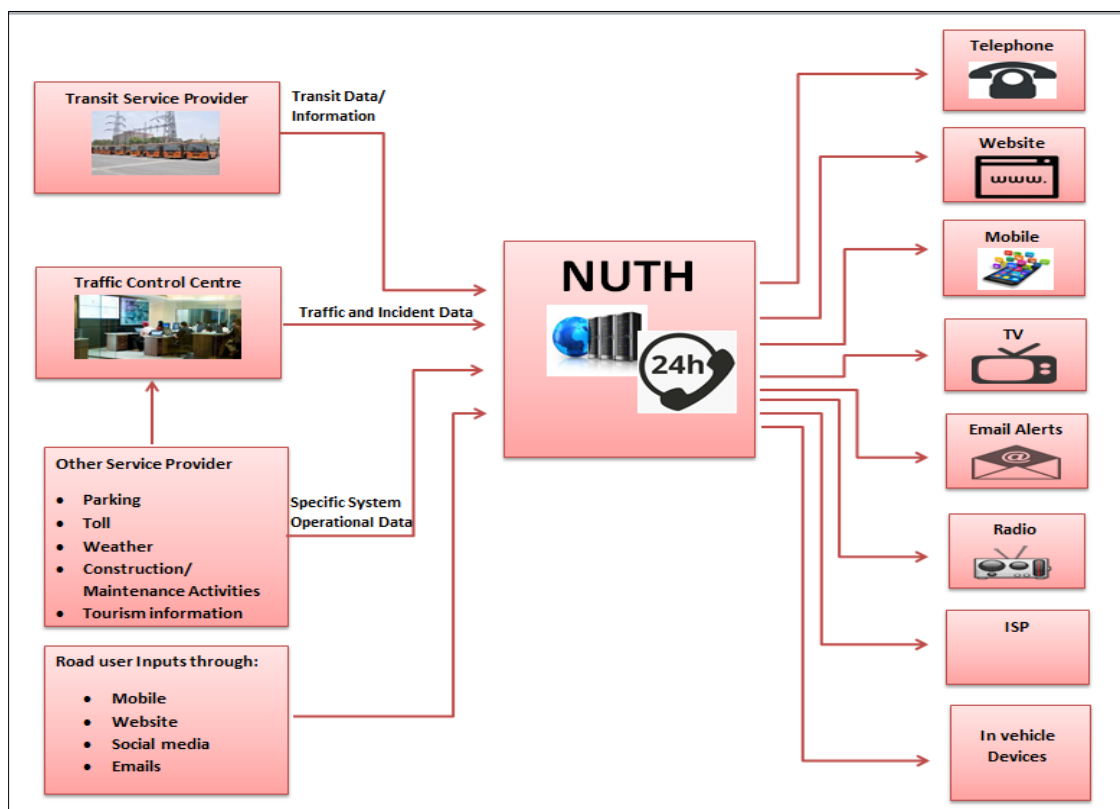 Transit Service Provider
Transit Data/
Information
Traffic Control Centre
Traffic and Incident Data
Other Service Provider
• Parking
• Toll
• Weather
• Construction/
Maintenance Activities
• Tourism information
Specific System
Operational Data
Road user Inputs through:
• Mobile
• Website
• Social media
• Emails
NUTH
24h
Telephone
Website
www.
Mobile
TV
Email Alerts
@
Radio
ISP
In vehicle
Devices